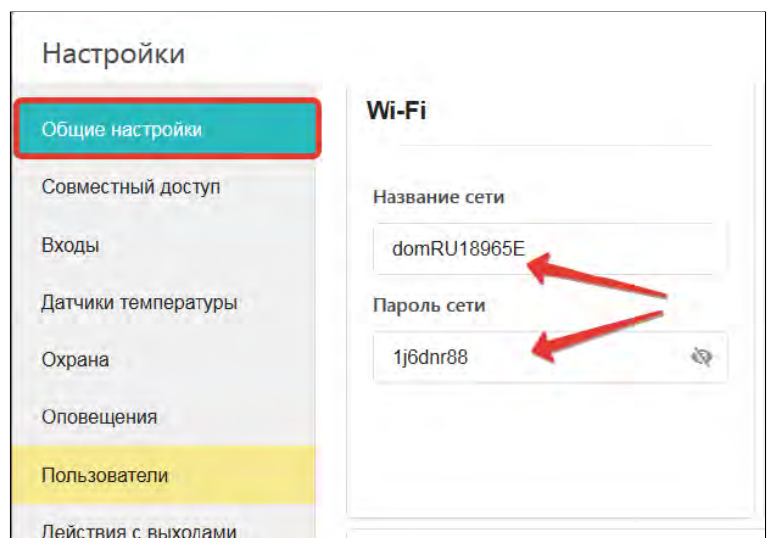 Настройки
Общие настройки
Совместный доступ
Входы
Датчики температуры
Охрана
Оповещения
Пользователи
Действия с выходами
Wi-Fi
Название сети
domRU18965E
Пароль сети
1j6dnr88